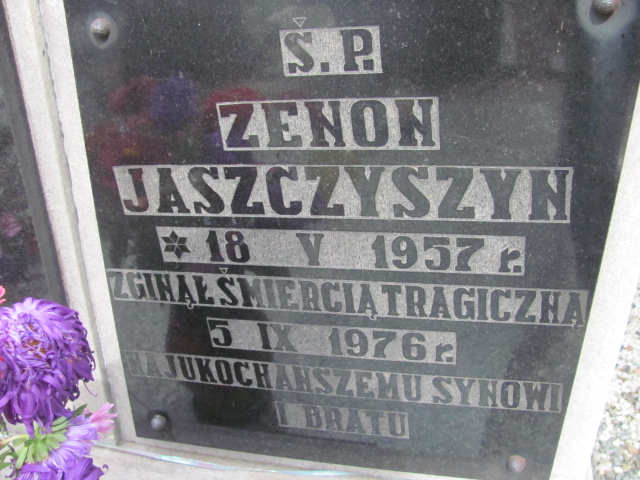 Ś. P.
ZENON
JASZCZYSZYN
* 18 V 1957 r.
ZGINĄŁ ŚMIERCIĄ TRAGICZNĄ
5 IX 1976 r.
NAJUKOCHAŃSZEMU SYNOWI
I BRATU